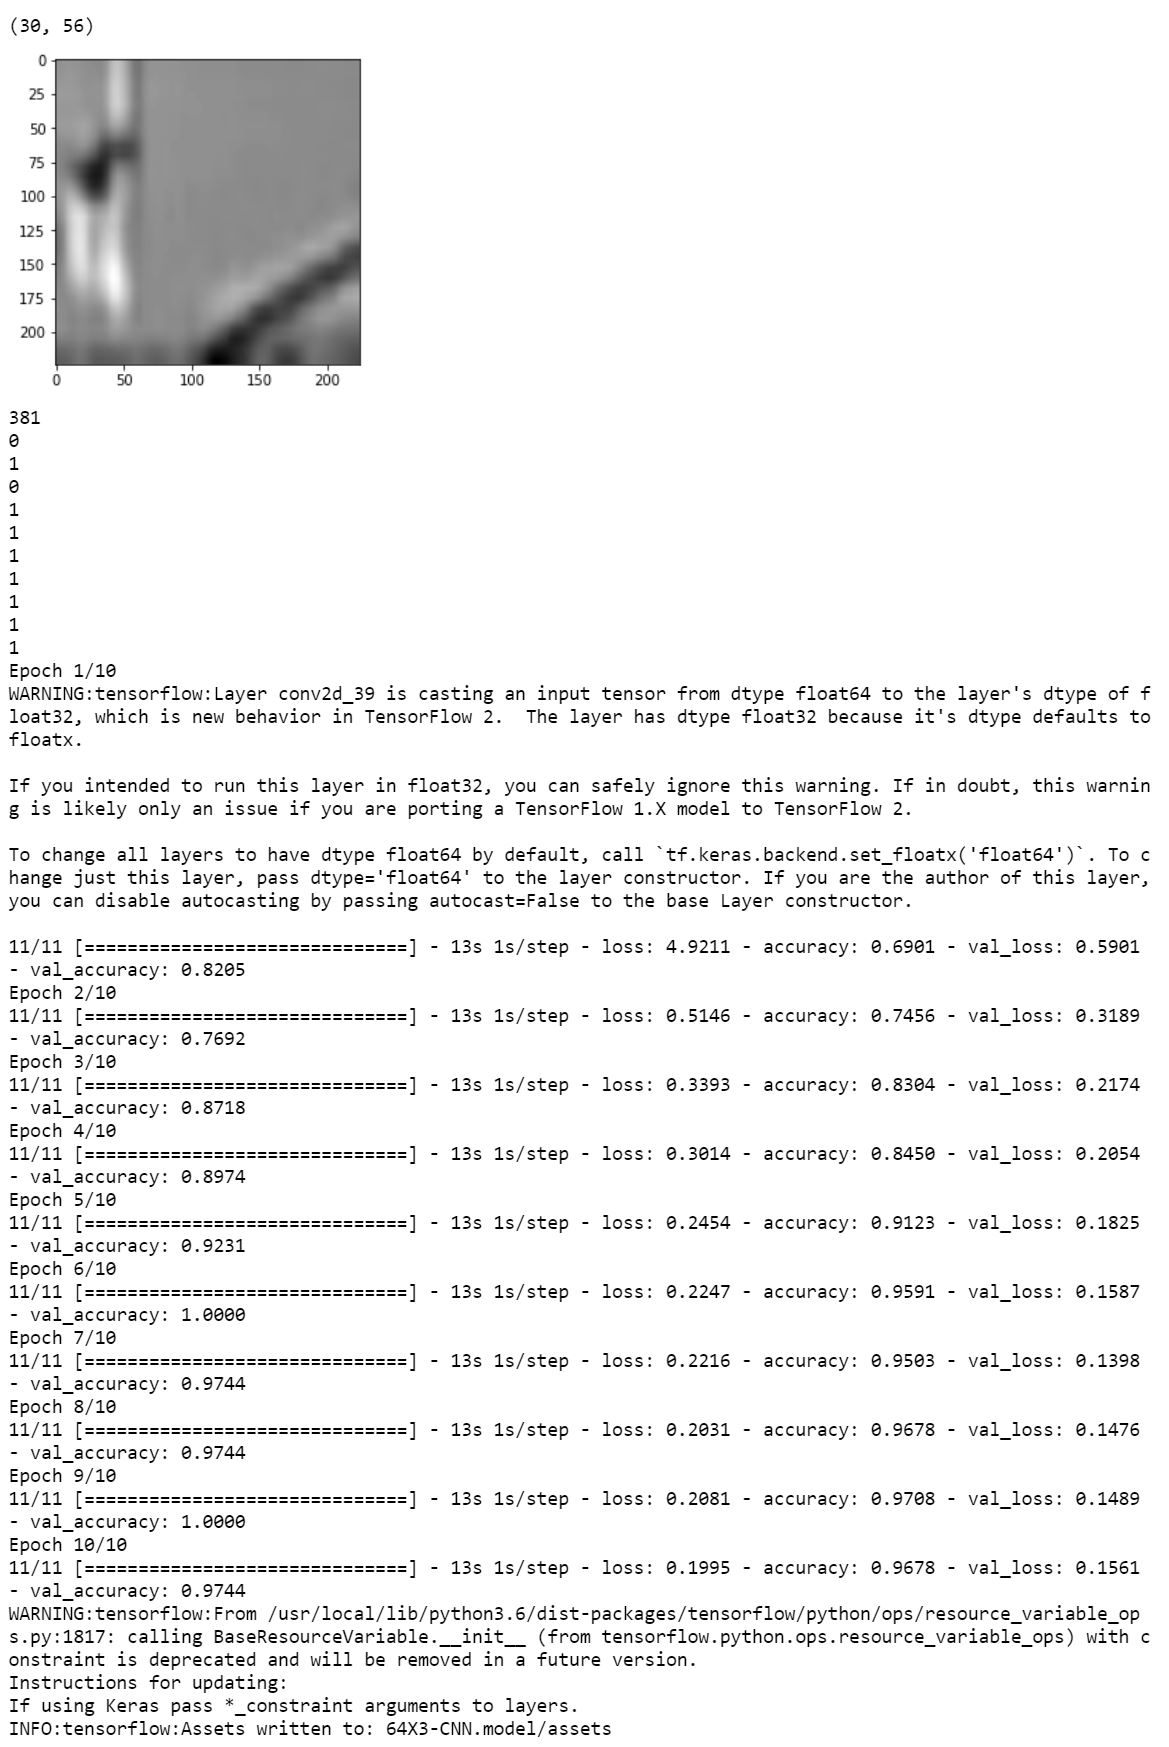 (30, 56)
0
25
50
75
100
125
150
175
200
0 50 100 150 200
381
0
1
0
1
1
1
1
1
1
1
Epoch 1/10
WARNING:tensorflow:Layer conv2d_39 is casting an input tensor from dtype float64 to the layer's dtype of f
loat32, which is new behavior in TensorFlow 2.  The layer has dtype float32 because it's dtype defaults to
floatx.
If you intended to run this layer in float32, you can safely ignore this warning. If in doubt, this warnin
g is likely only an issue if you are porting a TensorFlow 1.X model to TensorFlow 2.
To change all layers to have dtype float64 by default, call `tf.keras.backend.set_floatx('float64')`. To c
hange just this layer, pass dtype='float64' to the layer constructor. If you are the author of this layer,
you can disable autocasting by passing autocast=False to the base Layer constructor.
11/11 [==============================] - 13s 1s/step - loss: 4.9211 - accuracy: 0.6901 - val_loss: 0.5901
- val_accuracy: 0.8205
Epoch 2/10
11/11 [==============================] - 13s 1s/step - loss: 0.5146 - accuracy: 0.7456 - val_loss: 0.3189
- val_accuracy: 0.7692
Epoch 3/10
11/11 [==============================] - 13s 1s/step - loss: 0.3393 - accuracy: 0.8304 - val_loss: 0.2174
- val_accuracy: 0.8718
Epoch 4/10
11/11 [==============================] - 13s 1s/step - loss: 0.3014 - accuracy: 0.8450 - val_loss: 0.2054
- val_accuracy: 0.8974
Epoch 5/10
11/11 [==============================] - 13s 1s/step - loss: 0.2454 - accuracy: 0.9123 - val_loss: 0.1825
- val_accuracy: 0.9231
Epoch 6/10
11/11 [==============================] - 13s 1s/step - loss: 0.2247 - accuracy: 0.9591 - val_loss: 0.1587
- val_accuracy: 1.0000
Epoch 7/10
11/11 [==============================] - 13s 1s/step - loss: 0.2216 - accuracy: 0.9503 - val_loss: 0.1398
- val_accuracy: 0.9744
Epoch 8/10
11/11 [==============================] - 13s 1s/step - loss: 0.2031 - accuracy: 0.9678 - val_loss: 0.1476
- val_accuracy: 0.9744
Epoch 9/10
11/11 [==============================] - 13s 1s/step - loss: 0.2081 - accuracy: 0.9708 - val_loss: 0.1489
- val_accuracy: 1.0000
Epoch 10/10
11/11 [==============================] - 13s 1s/step - loss: 0.1995 - accuracy: 0.9678 - val_loss: 0.1561
- val_accuracy: 0.9744
WARNING:tensorflow:From /usr/local/lib/python3.6/dist-packages/tensorflow/python/ops/resource_variable_op
s.py:1817: calling BaseResourceVariable.__init__ (from tensorflow.python.ops.resource_variable_ops) with c
onstraint is deprecated and will be removed in a future version.
Instructions for updating:
If using Keras pass *_constraint arguments to layers.
INFO:tensorflow:Assets written to: 64X3-CNN.model/assets